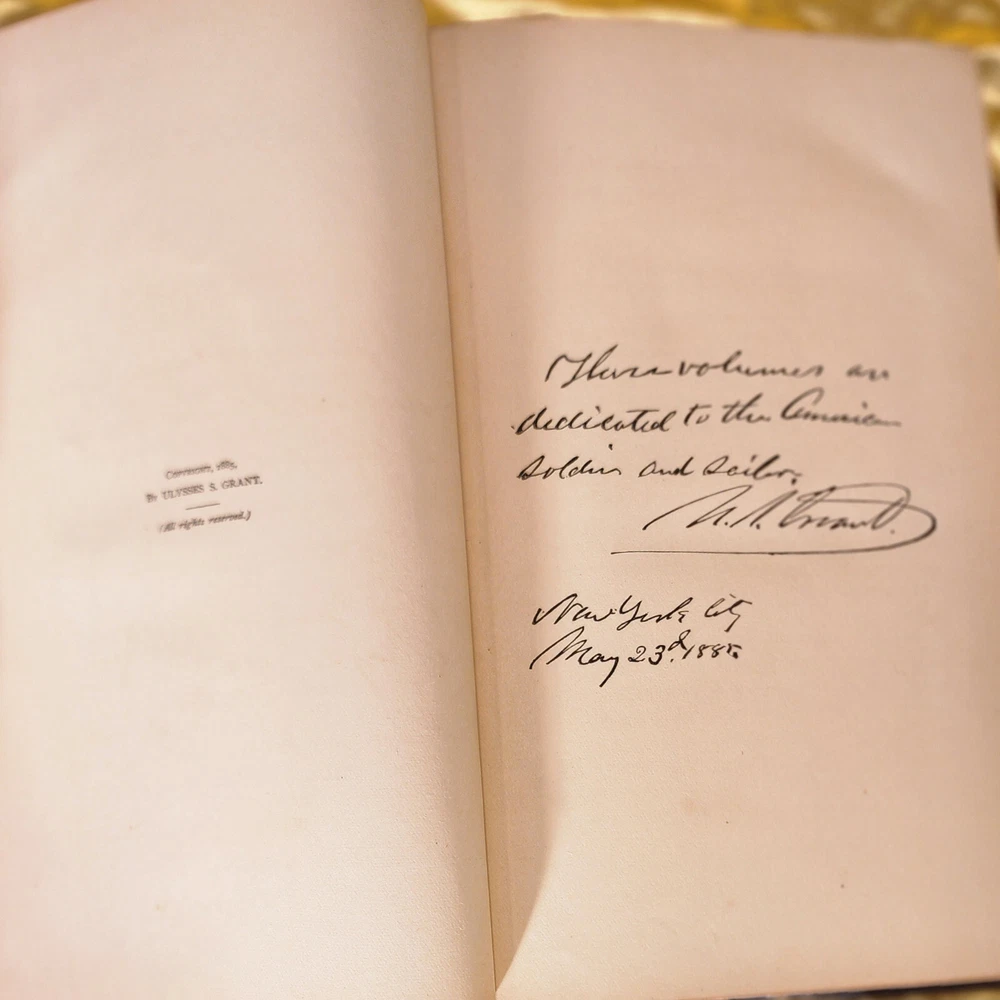 Copyright, 1885,
By ULYSSES S. GRANT.
(All rights reserved.)
These volumes are
dedicated to the American
soldier and sailor.
U. S. Grant.
New York City
May 23d. 1885.